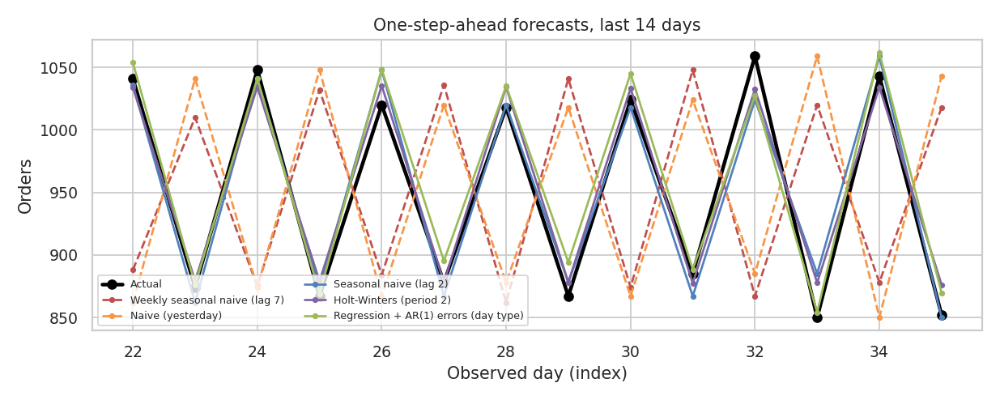 One-step-ahead forecasts, last 14 days
Orders
1050
1000
950
900
850
Actual
Weekly seasonal naive (lag 7)
Naive (yesterday)
Seasonal naive (lag 2)
Holt-Winters (period 2)
Regression + AR(1) errors (day type)
22 24 26 28 30 32 34
Observed day (index)